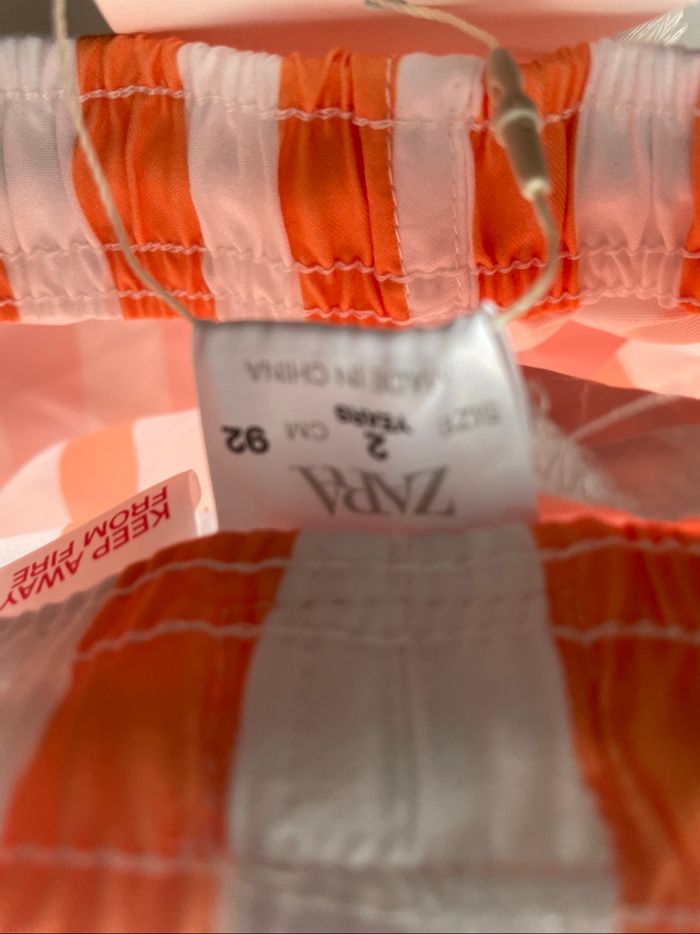 ZARA
SIZE 2 YEARS CM 92
MADE IN CHINA
KEEP AWAY
FROM FIRE